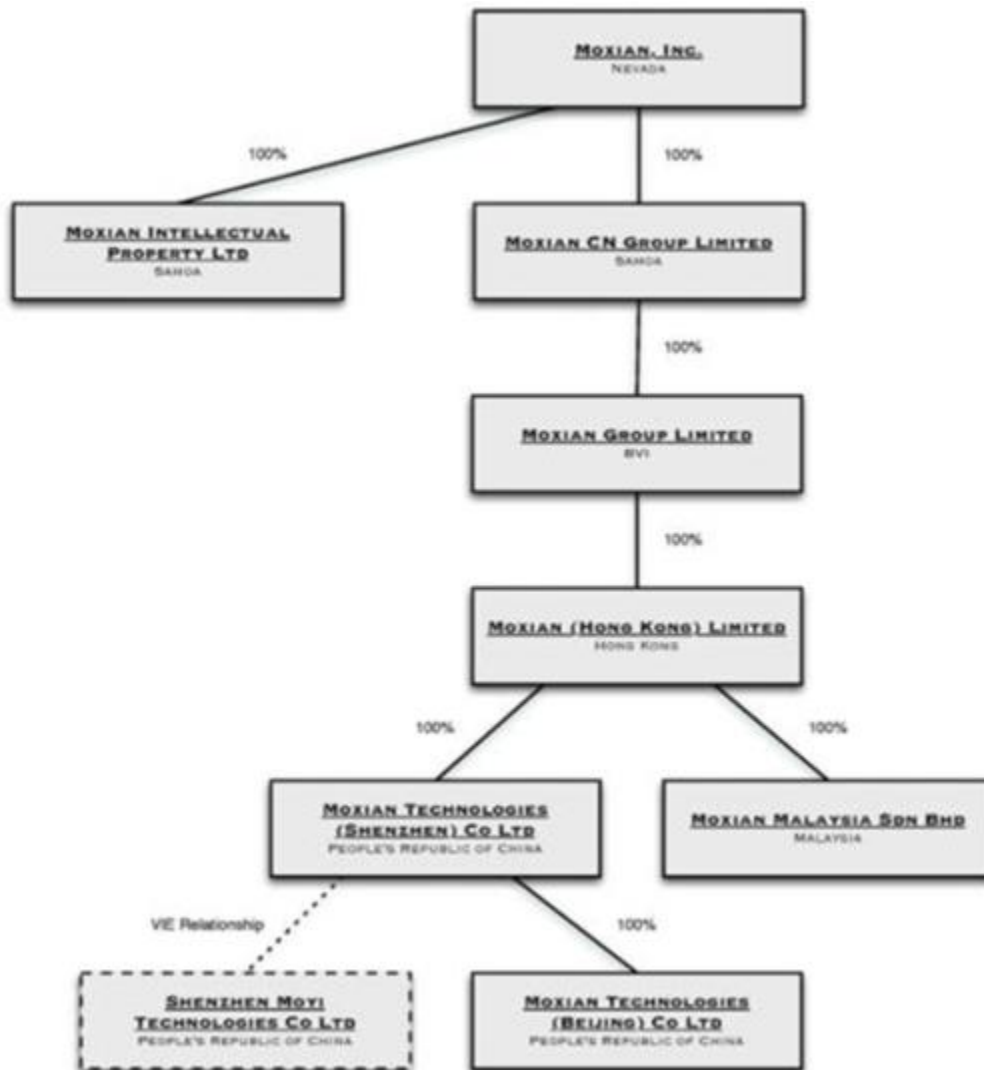 MOXIAN, INC.
NEVADA
100%
100%
MOXIAN INTELLECTUAL
PROPERTY LTD
SAMOA
MOXIAN CN GROUP LIMITED
SAMOA
100%
MOXIAN GROUP LIMITED
BVI
100%
MOXIAN (HONG KONG) LIMITED
HONG KONG
100%
100%
MOXIAN TECHNOLOGIES
(SHENZHEN) CO LTD
PEOPLE'S REPUBLIC OF CHINA
MOXIAN MALAYSIA SDN BHD
MALAYSIA
VIE Relationship
100%
SHENZHEN MOYI
TECHNOLOGIES CO LTD
PEOPLE'S REPUBLIC OF CHINA
MOXIAN TECHNOLOGIES
(BEIJING) CO LTD
PEOPLE'S REPUBLIC OF CHINA